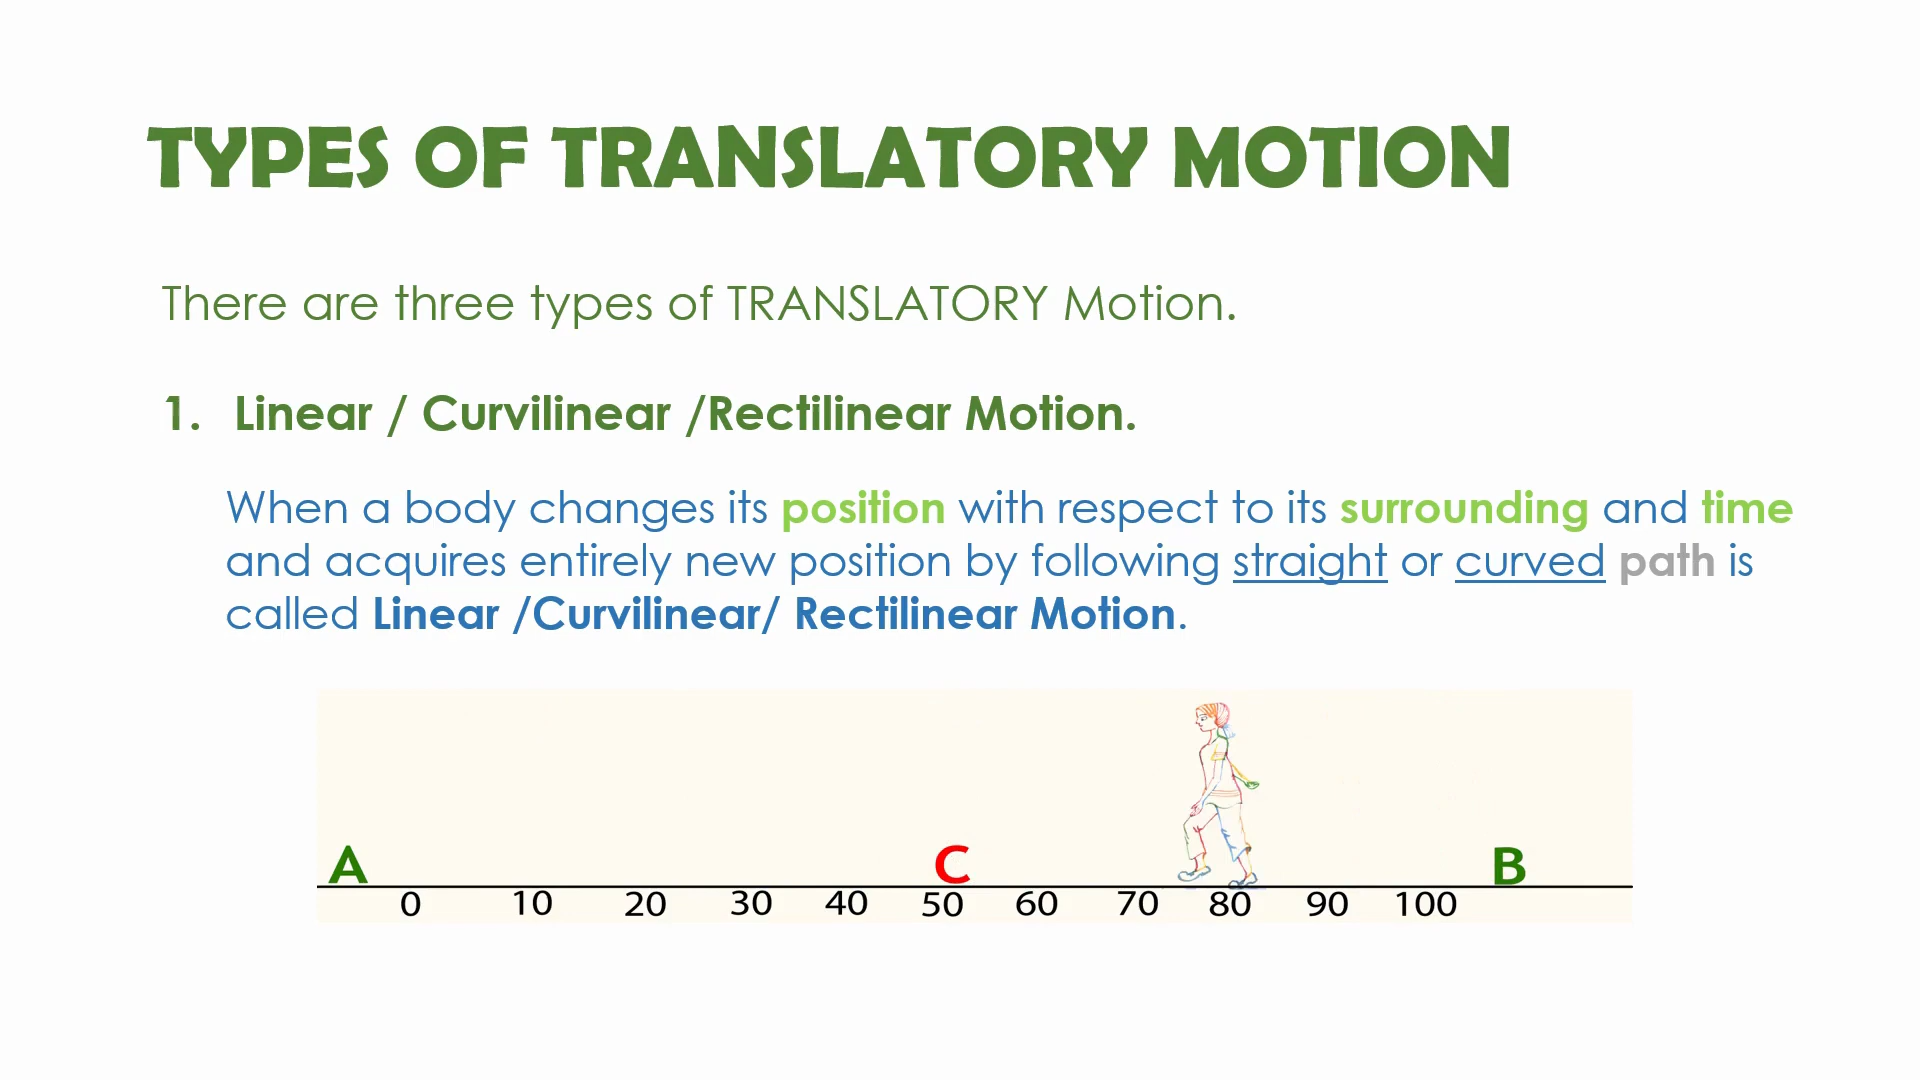 TYPES OF TRANSLATORY MOTION
There are three types of TRANSLATORY Motion.
1. Linear / Curvilinear /Rectilinear Motion.
When a body changes its position with respect to its surrounding and time
and acquires entirely new position by following straight or curved path is
called Linear /Curvilinear/ Rectilinear Motion.
A C B
0 10 20 30 40 50 60 70 80 90 100